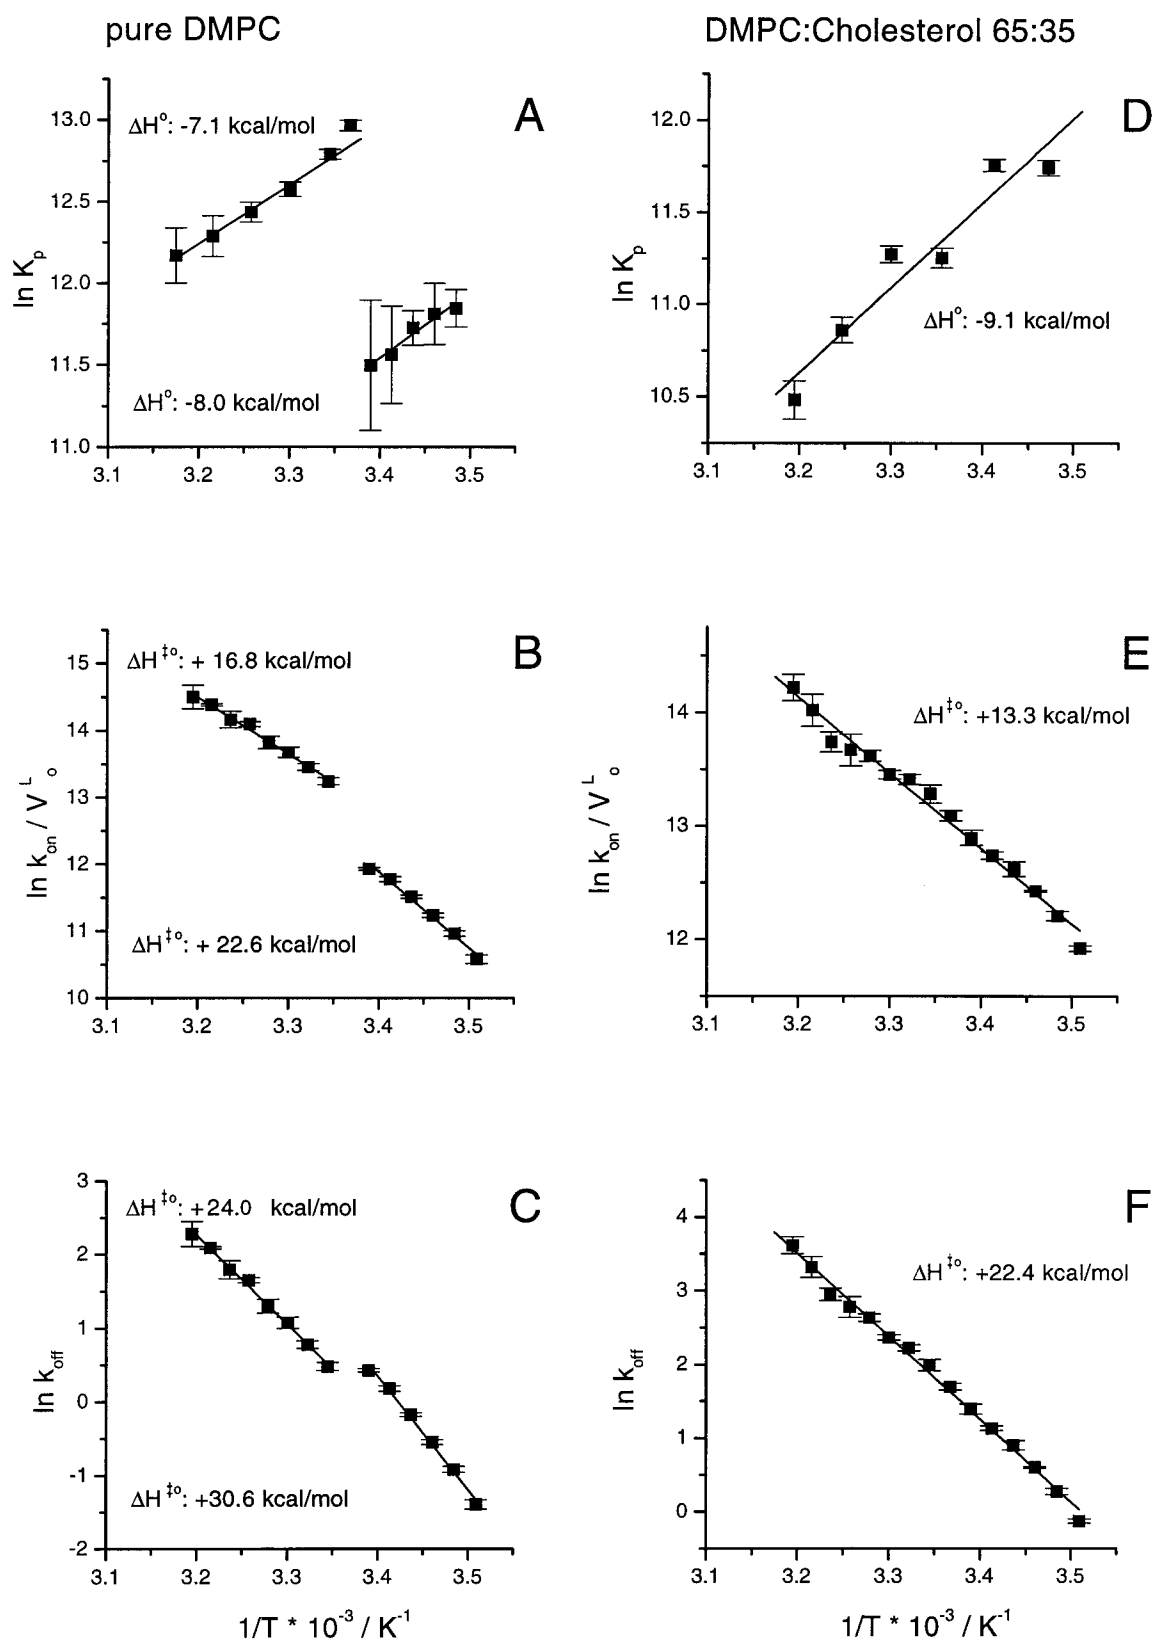 pure DMPC
DMPC:Cholesterol 65:35
A
ΔH°: -7.1 kcal/mol
ΔH°: -8.0 kcal/mol
ln Kp
13.0
12.5
12.0
11.5
11.0
3.1 3.2 3.3 3.4 3.5
D
ΔH°: -9.1 kcal/mol
ln Kp
12.0
11.5
11.0
10.5
3.1 3.2 3.3 3.4 3.5
B
ΔH‡°: + 16.8 kcal/mol
ΔH‡°: + 22.6 kcal/mol
ln kon / VLo
15
14
13
12
11
10
3.1 3.2 3.3 3.4 3.5
E
ΔH‡°: +13.3 kcal/mol
ln kon / VLo
14
13
12
3.1 3.2 3.3 3.4 3.5
C
ΔH‡°: +24.0 kcal/mol
ΔH‡°: +30.6 kcal/mol
ln koff
3
2
1
0
-1
-2
3.1 3.2 3.3 3.4 3.5
1/T * 10-3 / K-1
F
ΔH‡°: +22.4 kcal/mol
ln koff
4
3
2
1
0
3.1 3.2 3.3 3.4 3.5
1/T * 10-3 / K-1